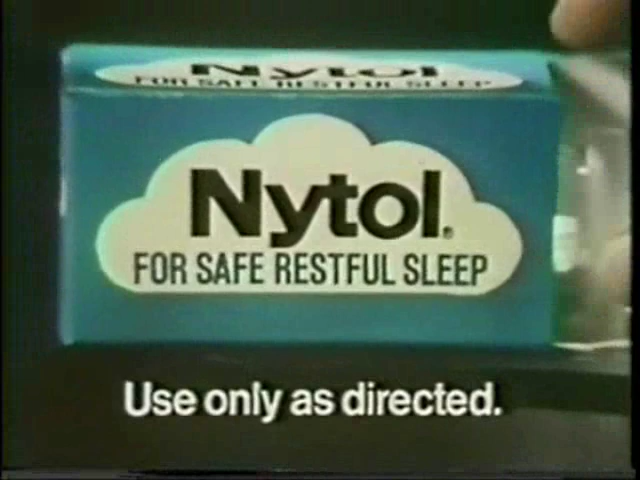 Nytol
FOR SAFE RESTFUL SLEEP
Nytol®
FOR SAFE RESTFUL SLEEP
Use only as directed.